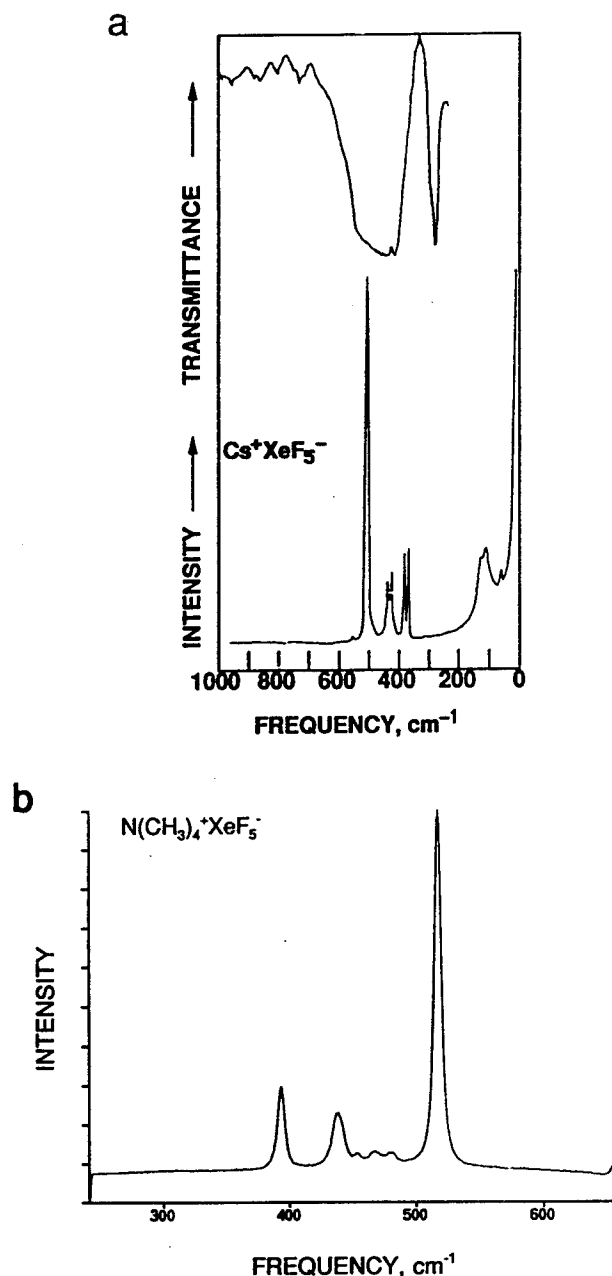 a
TRANSMITTANCE
INTENSITY
Cs⁺XeF₅⁻
1000 800 600 400 200 0
FREQUENCY, cm⁻¹
b
N(CH₃)₄⁺XeF₅⁻
INTENSITY
300 400 500 600
FREQUENCY, cm⁻¹